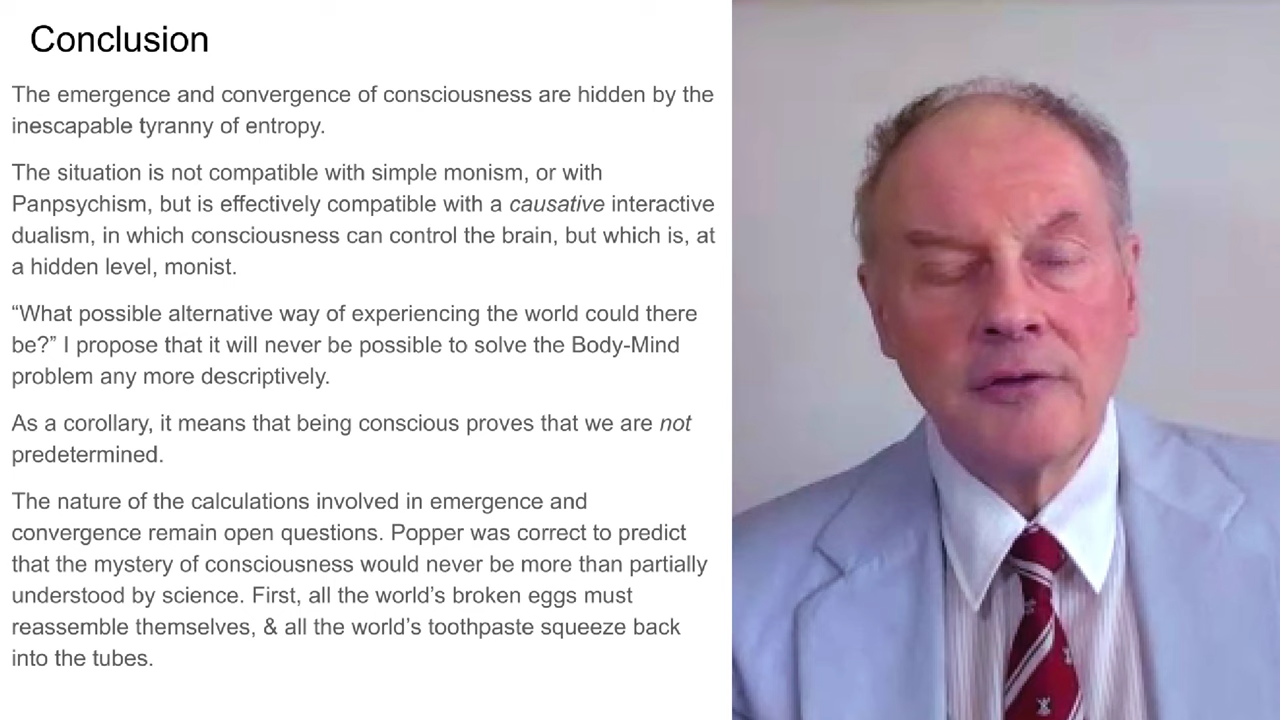 Conclusion
The emergence and convergence of consciousness are hidden by the
inescapable tyranny of entropy.
The situation is not compatible with simple monism, or with
Panpsychism, but is effectively compatible with a causative interactive
dualism, in which consciousness can control the brain, but which is, at
a hidden level, monist.
“What possible alternative way of experiencing the world could there
be?” I propose that it will never be possible to solve the Body-Mind
problem any more descriptively.
As a corollary, it means that being conscious proves that we are not
predetermined.
The nature of the calculations involved in emergence and
convergence remain open questions. Popper was correct to predict
that the mystery of consciousness would never be more than partially
understood by science. First, all the world’s broken eggs must
reassemble themselves, & all the world’s toothpaste squeeze back
into the tubes.